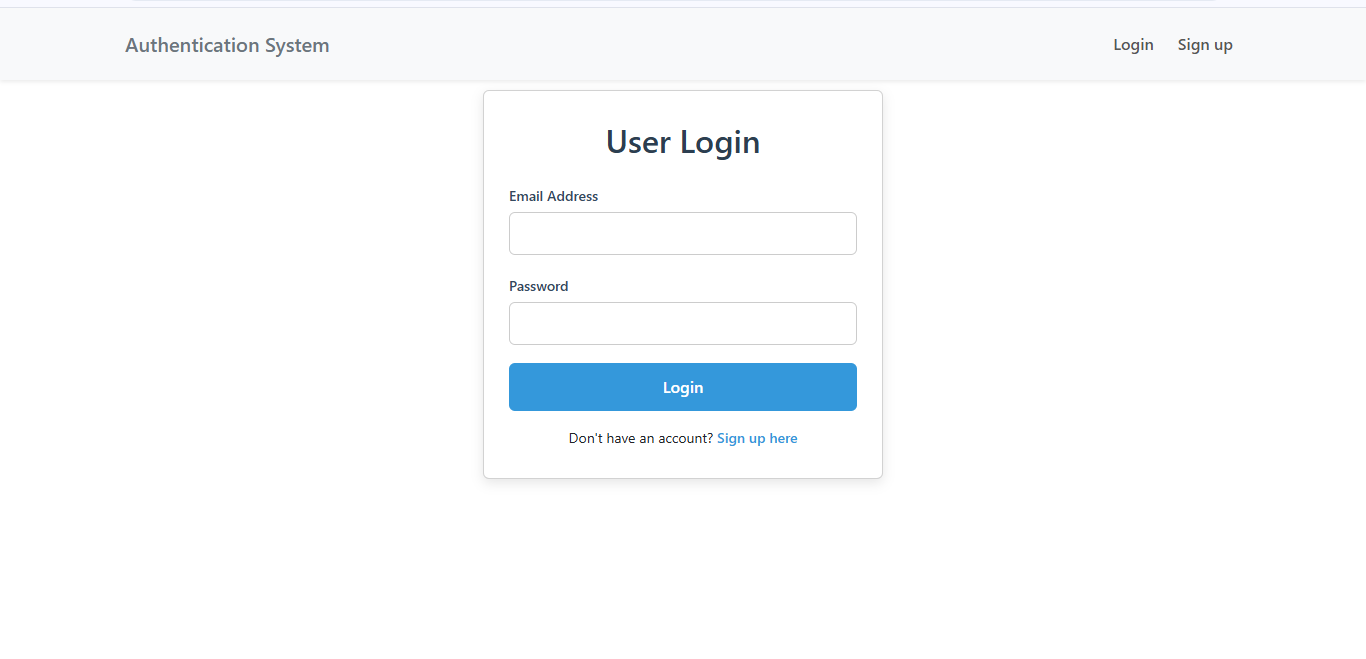 Authentication System
Login
Sign up
User Login
Email Address
Password
Login
Don't have an account? Sign up here